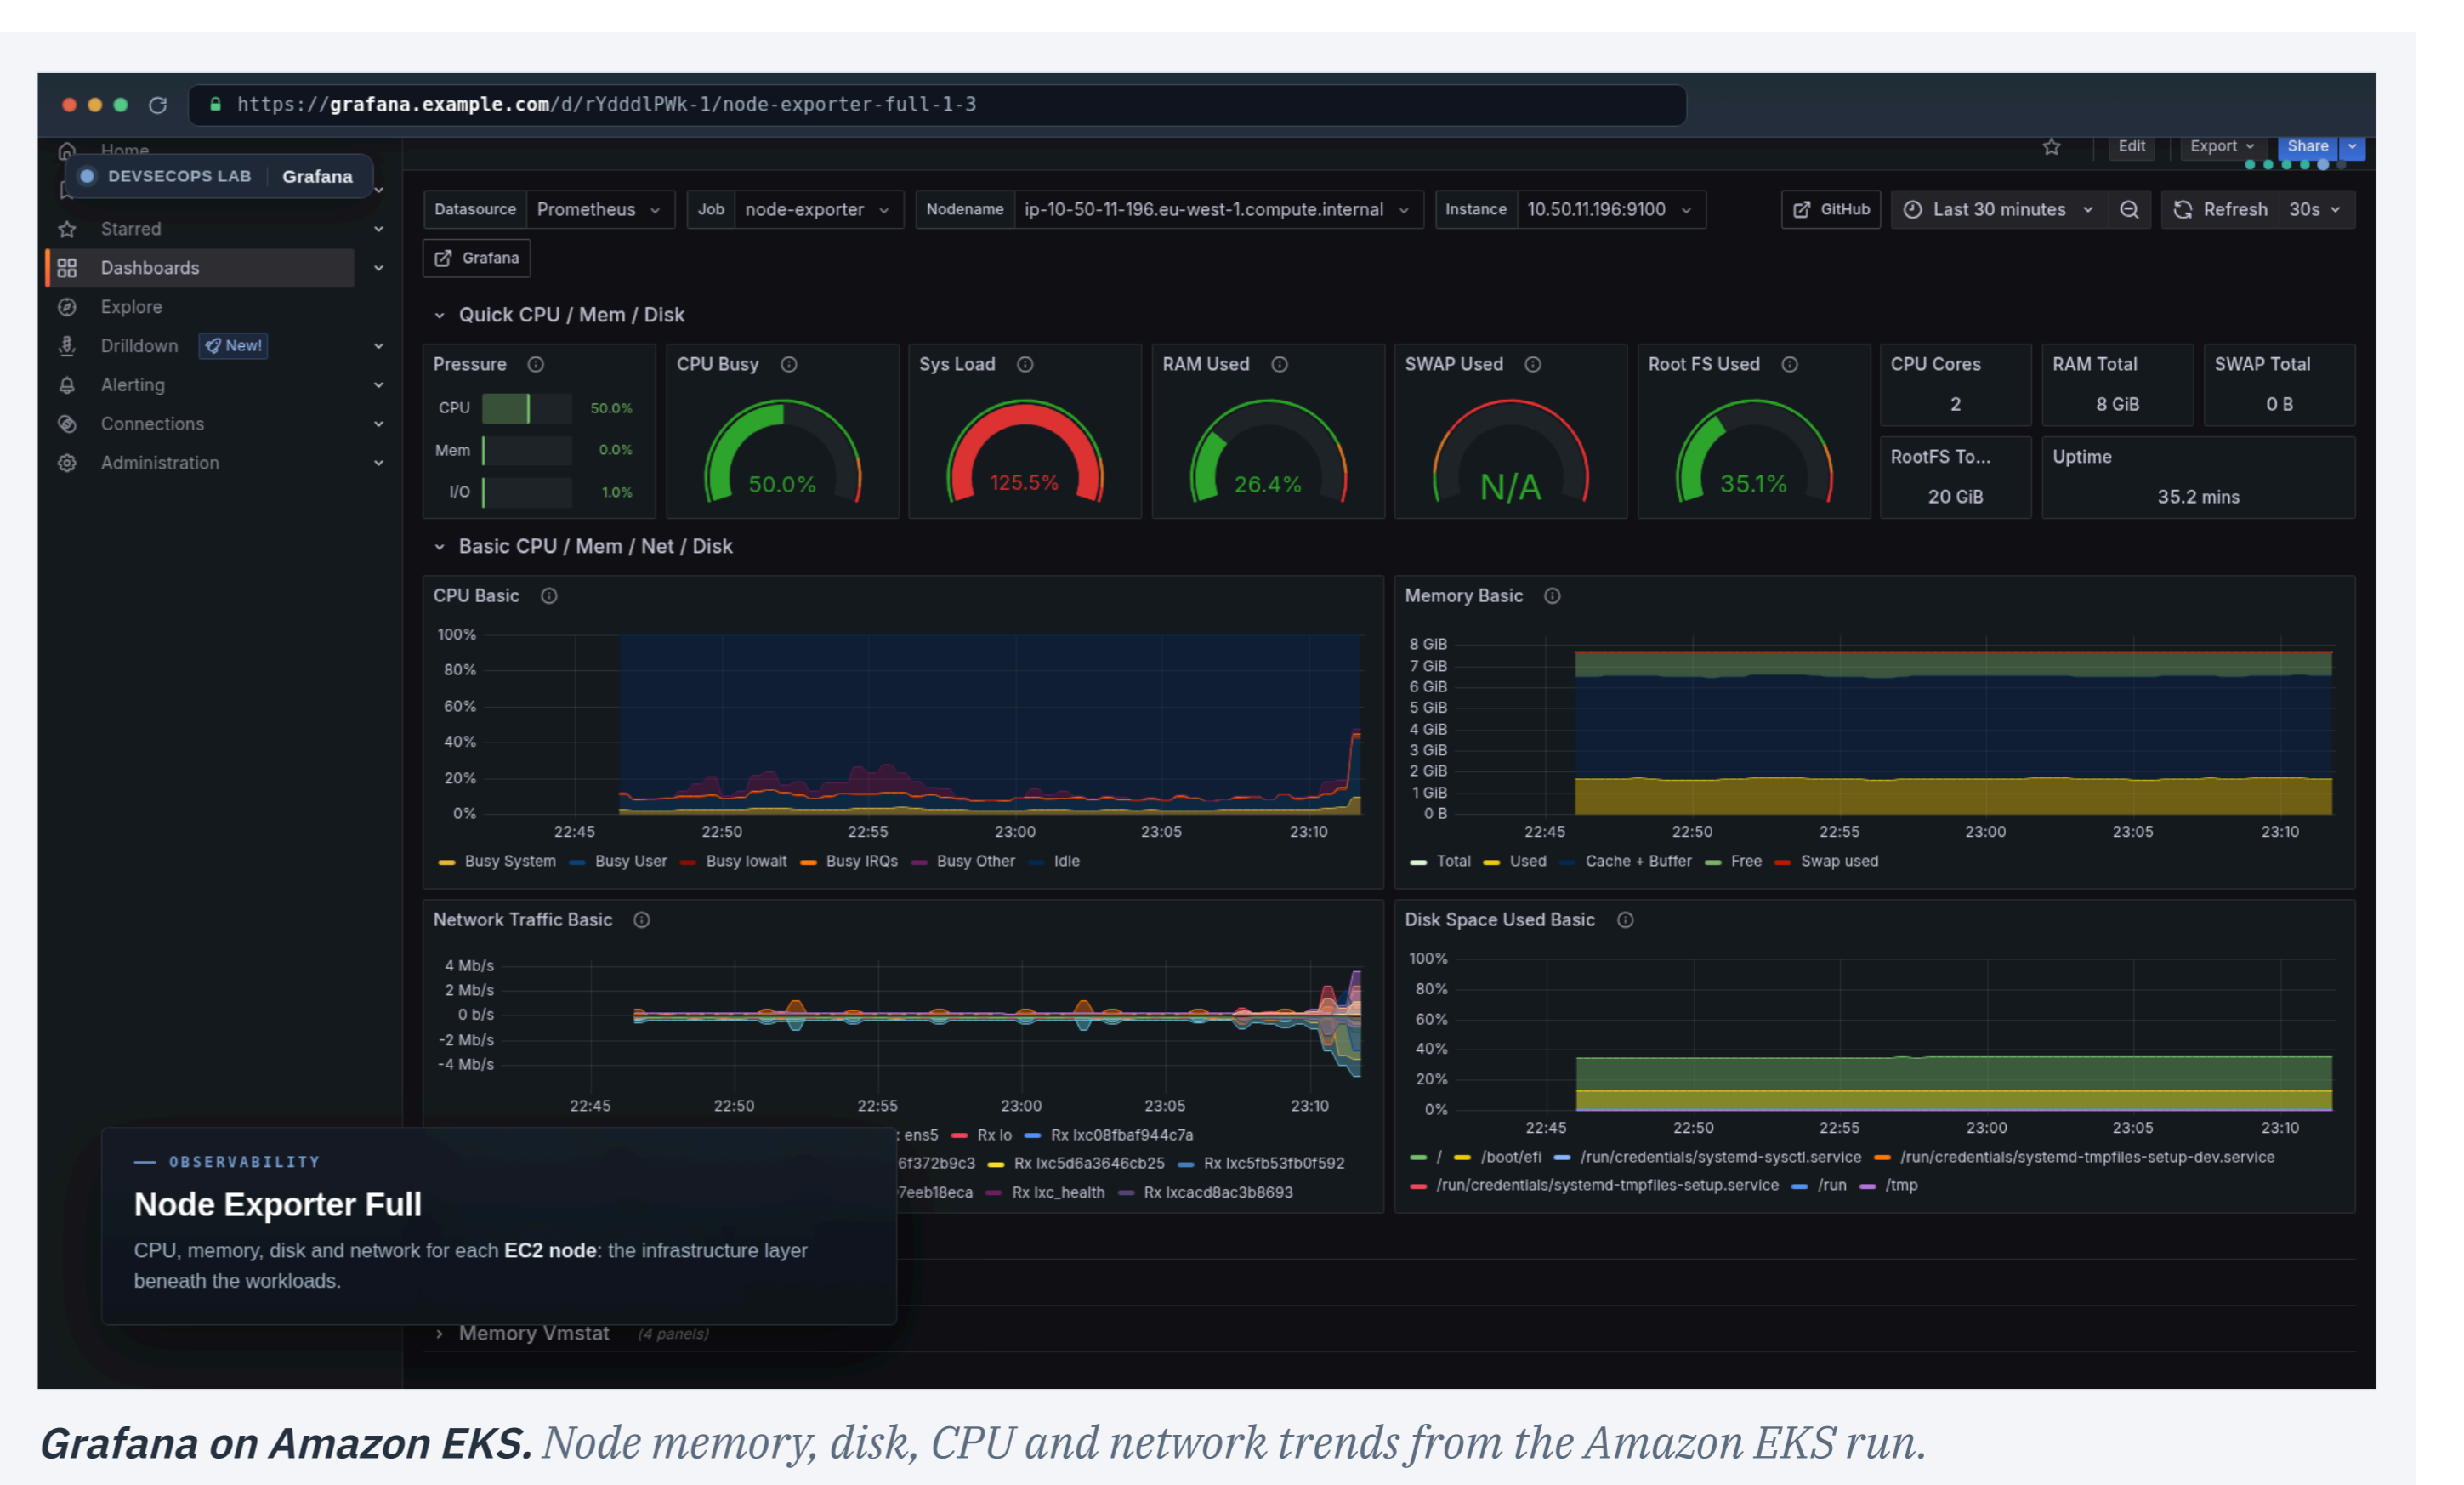 https://grafana.example.com/d/rYdddlPWk-1/node-exporter-full-1-3
Home
DEVSECOPS LAB Grafana
Edit Export Share
Starred
Dashboards
Explore
Drilldown New!
Alerting
Connections
Administration
Datasource Prometheus Job node-exporter Nodename ip-10-50-11-196.eu-west-1.compute.internal Instance 10.50.11.196:9100 GitHub Last 30 minutes Refresh 30s
Grafana
Quick CPU / Mem / Disk
Pressure
CPU 50.0%
Mem 0.0%
I/O 1.0%
CPU Busy
50.0%
Sys Load
125.5%
RAM Used
26.4%
SWAP Used
N/A
Root FS Used
35.1%
CPU Cores
2
RAM Total
8 GiB
SWAP Total
0 B
RootFS To...
20 GiB
Uptime
35.2 mins
Basic CPU / Mem / Net / Disk
CPU Basic
100%
80%
60%
40%
20%
0%
22:45 22:50 22:55 23:00 23:05 23:10
Busy System Busy User Busy Iowait Busy IRQs Busy Other Idle
Memory Basic
8 GiB
7 GiB
6 GiB
5 GiB
4 GiB
3 GiB
2 GiB
1 GiB
0 B
22:45 22:50 22:55 23:00 23:05 23:10
Total Used Cache + Buffer Free Swap used
Network Traffic Basic
4 Mb/s
2 Mb/s
0 b/s
-2 Mb/s
-4 Mb/s
22:45 22:50 22:55 23:00 23:05 23:10
ens5 Rx lo Rx lxc08fbaf944c7a
6f372b9c3 Rx lxc5d6a3646cb25 Rx lxc5fb53fb0f592
7eeb18eca Rx lxc_health Rx lxcacd8ac3b8693
Disk Space Used Basic
100%
80%
60%
40%
20%
0%
22:45 22:50 22:55 23:00 23:05 23:10
/ /boot/efi /run/credentials/systemd-sysctl.service /run/credentials/systemd-tmpfiles-setup-dev.service
/run/credentials/systemd-tmpfiles-setup.service /run /tmp
OBSERVABILITY
Node Exporter Full
CPU, memory, disk and network for each EC2 node: the infrastructure layer
beneath the workloads.
Memory Vmstat (4 panels)
Grafana on Amazon EKS. Node memory, disk, CPU and network trends from the Amazon EKS run.